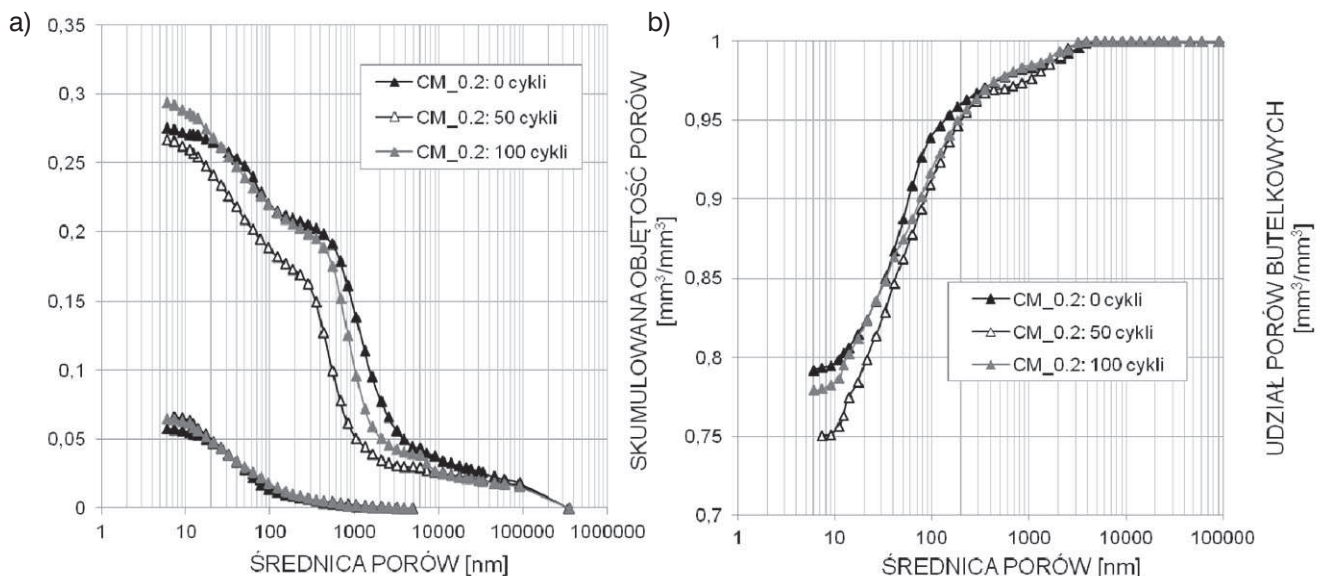 a)
0,35
0,3
0,25
0,2
0,15
0,1
0,05
0
CM_0.2: 0 cykli
CM_0.2: 50 cykli
CM_0.2: 100 cykli
1 10 100 1000 10000 100000 1000000
ŚREDNICA PORÓW [nm]
SKUMULOWANA OBJĘTOŚĆ PORÓW
[mm³/mm³]
b)
1
0,95
0,9
0,85
0,8
0,75
0,7
CM_0.2: 0 cykli
CM_0.2: 50 cykli
CM_0.2: 100 cykli
1 10 100 1000 10000 100000
ŚREDNICA PORÓW [nm]
UDZIAŁ PORÓW BUTELKOWYCH
[mm³/mm³]